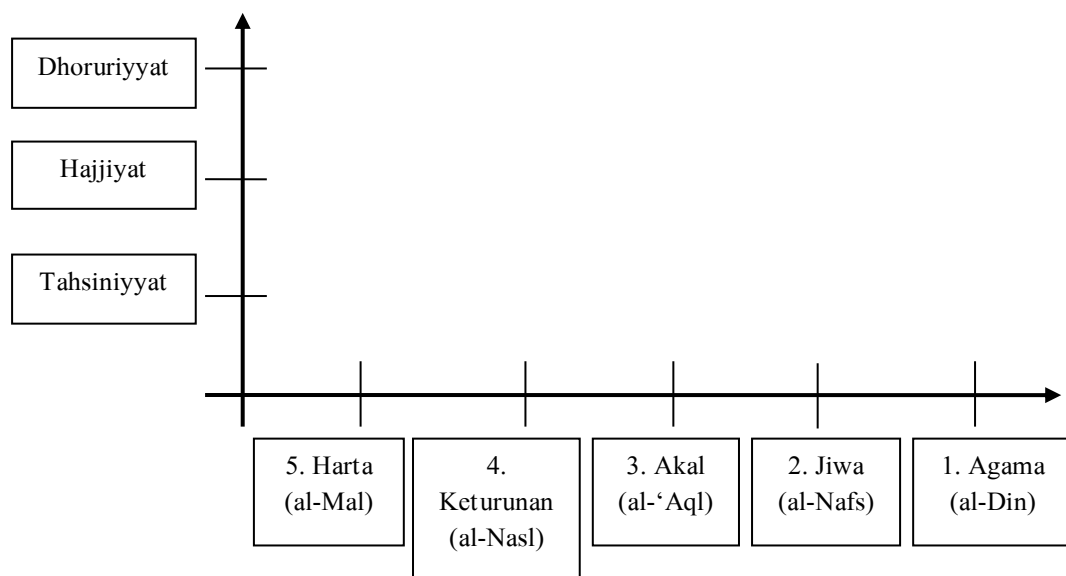 Dhoruriyyat
Hajjiyat
Tahsiniyyat
5. Harta
(al-Mal)
4.
Keturunan
(al-Nasl)
3. Akal
(al-‘Aql)
2. Jiwa
(al-Nafs)
1. Agama
(al-Din)